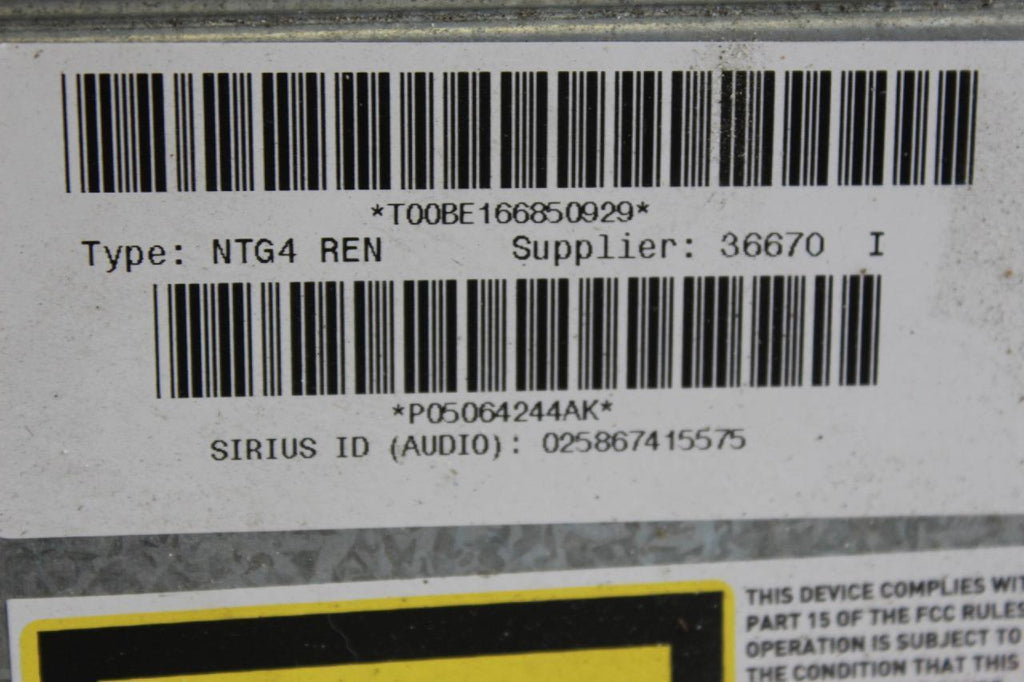 *T00BE166850929*
Type: NTG4 REN Supplier: 36670 I
*P05064244AK*
SIRIUS ID (AUDIO): 025867415575
THIS DEVICE COMPLIES WIT
PART 15 OF THE FCC RULES
OPERATION IS SUBJECT TO
THE CONDITION THAT THIS